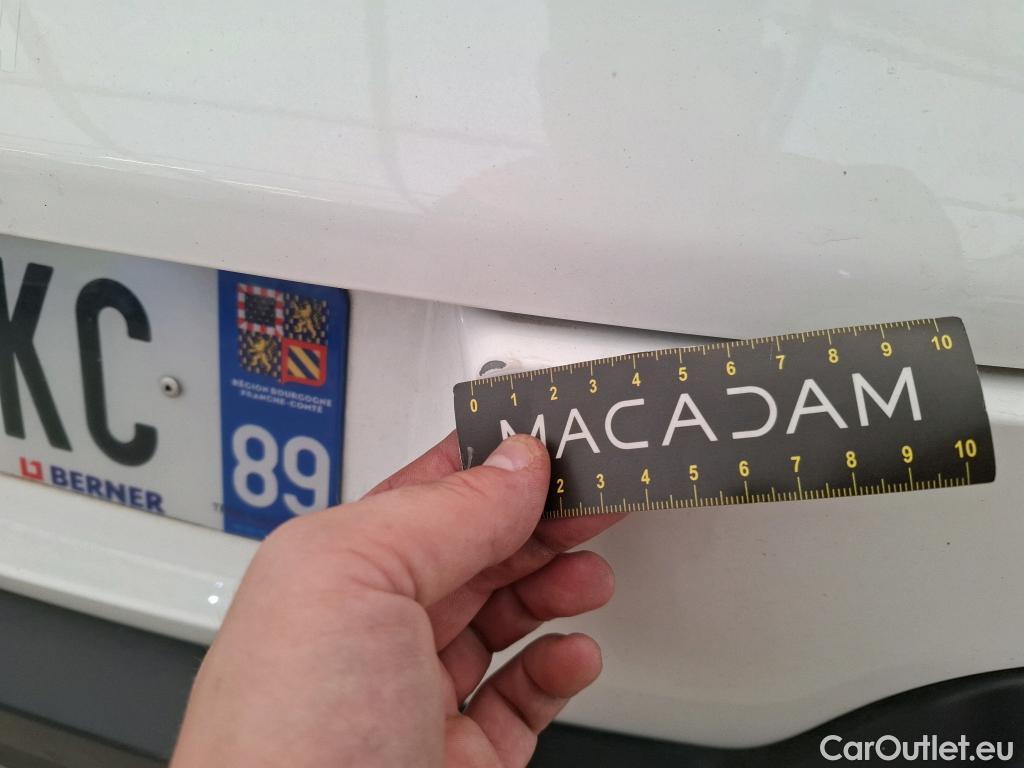 KC
RÉGION BOURGOGNE
FRANCHE-COMTÉ
89
BERNER
0 1 2 3 4 5 6 7 8 9 10
MACADAM
2 3 4 5 6 7 8 9 10
CarOutlet.eu